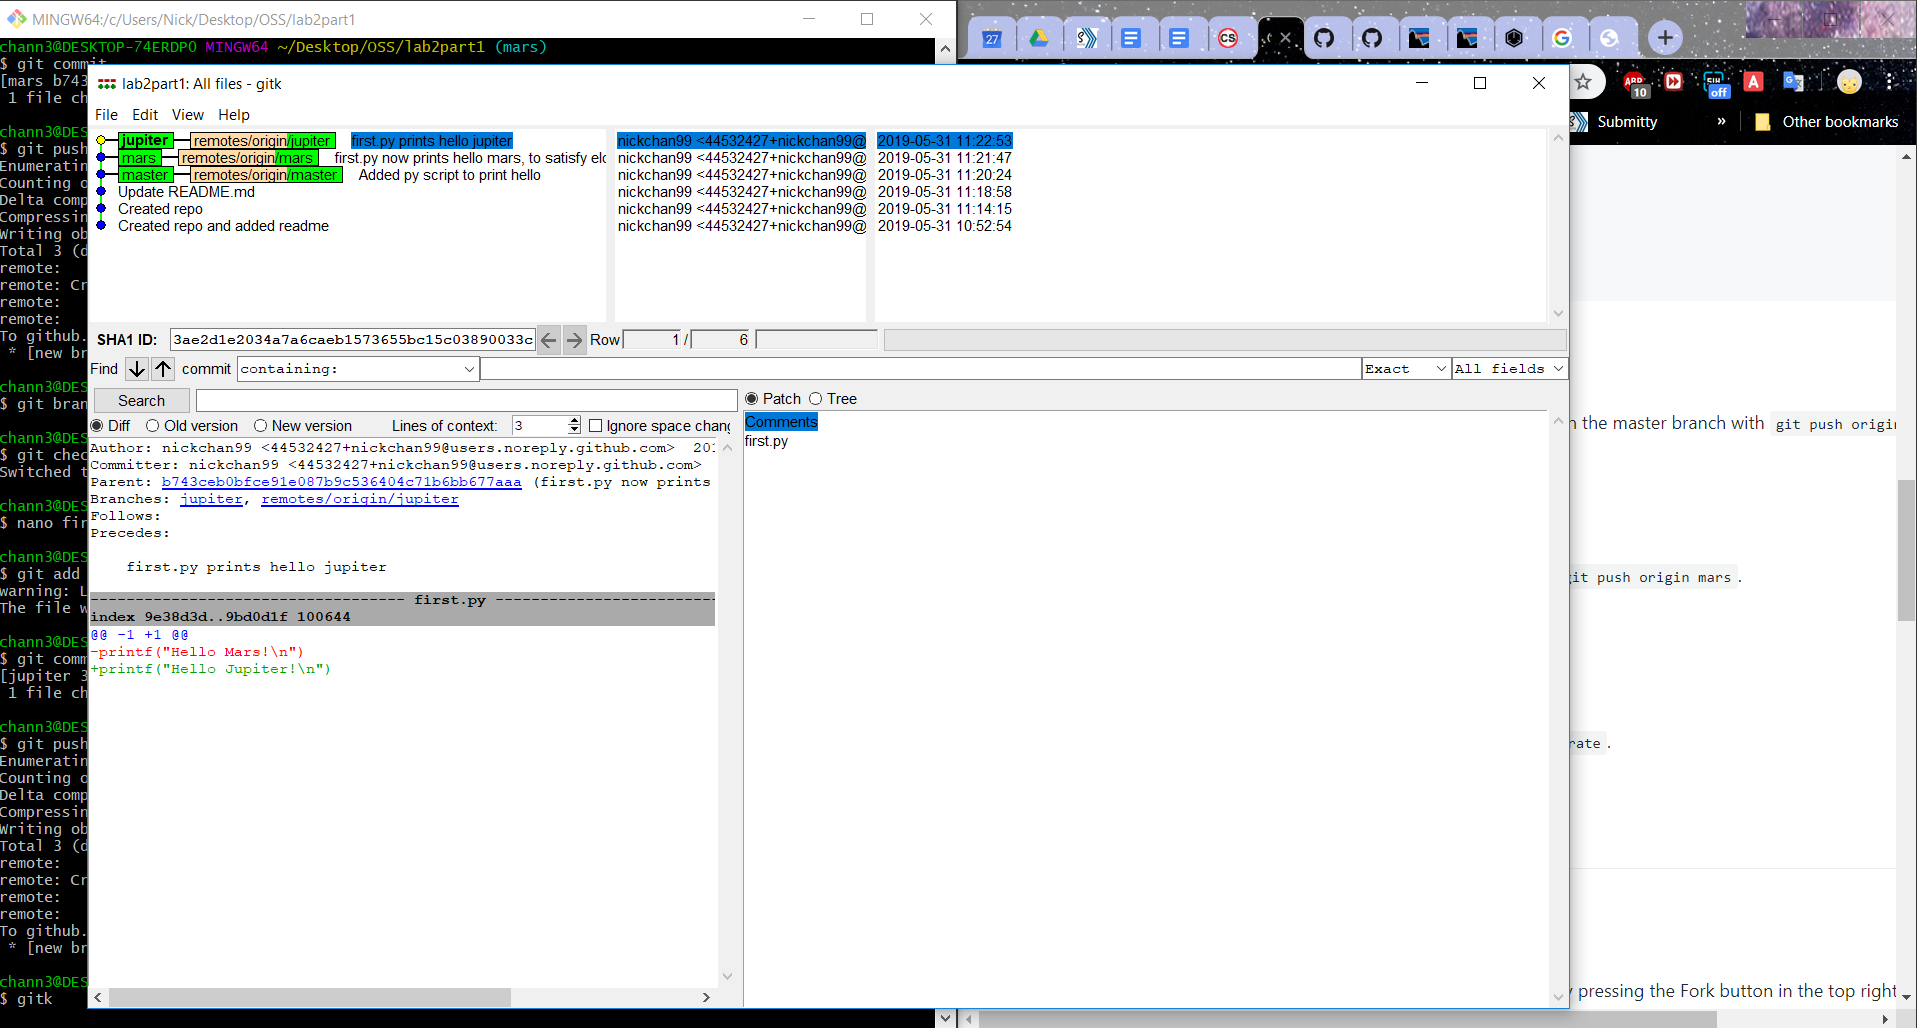 MINGW64:/c/Users/Nick/Desktop/OSS/lab2part1
chann3@DESKTOP-74ERDPO MINGW64 ~/Desktop/OSS/lab2part1 (mars)
$ git commit
[mars b743
1 file ch
chann3@DES
$ git push
Enumeratin
Counting o
Delta comp
Compressin
Writing ob
Total 3 (d
remote:
remote: Cr
remote:
remote:
To github.
* [new br
chann3@DES
$ git bran
chann3@DES
$ git chec
Switched t
chann3@DES
$ nano fir
chann3@DES
$ git add
warning: L
The file w
chann3@DES
$ git comm
[jupiter 3
1 file ch
chann3@DES
$ git push
Enumeratin
Counting o
Delta comp
Compressin
Writing ob
Total 3 (d
remote:
remote: Cr
remote:
remote:
To github.
* [new br
chann3@DES
$ gitk
lab2part1: All files - gitk
File Edit View Help
jupiter remotes/origin/jupiter first.py prints hello jupiter nickchan99 <44532427+nickchan99@ 2019-05-31 11:22:53
mars remotes/origin/mars first.py now prints hello mars, to satisfy elo nickchan99 <44532427+nickchan99@ 2019-05-31 11:21:47
master remotes/origin/master Added py script to print hello nickchan99 <44532427+nickchan99@ 2019-05-31 11:20:24
Update README.md nickchan99 <44532427+nickchan99@ 2019-05-31 11:18:58
Created repo nickchan99 <44532427+nickchan99@ 2019-05-31 11:14:15
Created repo and added readme nickchan99 <44532427+nickchan99@ 2019-05-31 10:52:54
SHA1 ID: 3ae2d1e2034a7a6caeb1573655bc15c03890033c Row 1 / 6
Find commit containing: Exact All fields
Search
Patch Tree
Diff Old version New version Lines of context: 3 Ignore space chang
Comments
first.py
Author: nickchan99 <44532427+nickchan99@users.noreply.github.com> 201
Committer: nickchan99 <44532427+nickchan99@users.noreply.github.com>
Parent: b743ceb0bfce91e087b9c536404c71b6bb677aaa (first.py now prints
Branches: jupiter, remotes/origin/jupiter
Follows:
Precedes:
first.py prints hello jupiter
---------------------------------- first.py ------------------------
index 9e38d3d..9bd0d1f 100644
@@ -1 +1 @@
-printf("Hello Mars!\n")
+printf("Hello Jupiter!\n")
27
CS
ABP
10
off
A
Submitty
»
Other bookmarks
n the master branch with git push origin
git push origin mars.
rate.
y pressing the Fork button in the top right